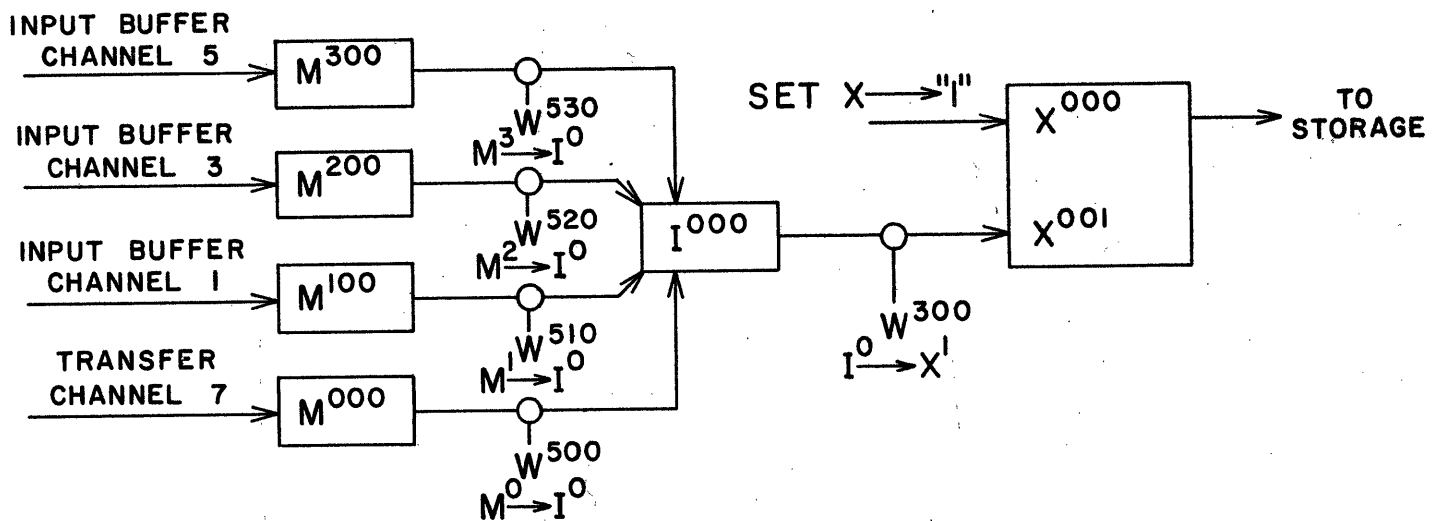 INPUT BUFFER
CHANNEL 5
M³⁰⁰
W⁵³⁰
M³→I⁰
INPUT BUFFER
CHANNEL 3
M²⁰⁰
W⁵²⁰
M²→I⁰
INPUT BUFFER
CHANNEL 1
M¹⁰⁰
W⁵¹⁰
M¹→I⁰
TRANSFER
CHANNEL 7
M⁰⁰⁰
W⁵⁰⁰
M⁰→I⁰
I⁰⁰⁰
W³⁰⁰
I⁰→X¹
SET X→"1"
X⁰⁰⁰
X⁰⁰¹
TO
STORAGE